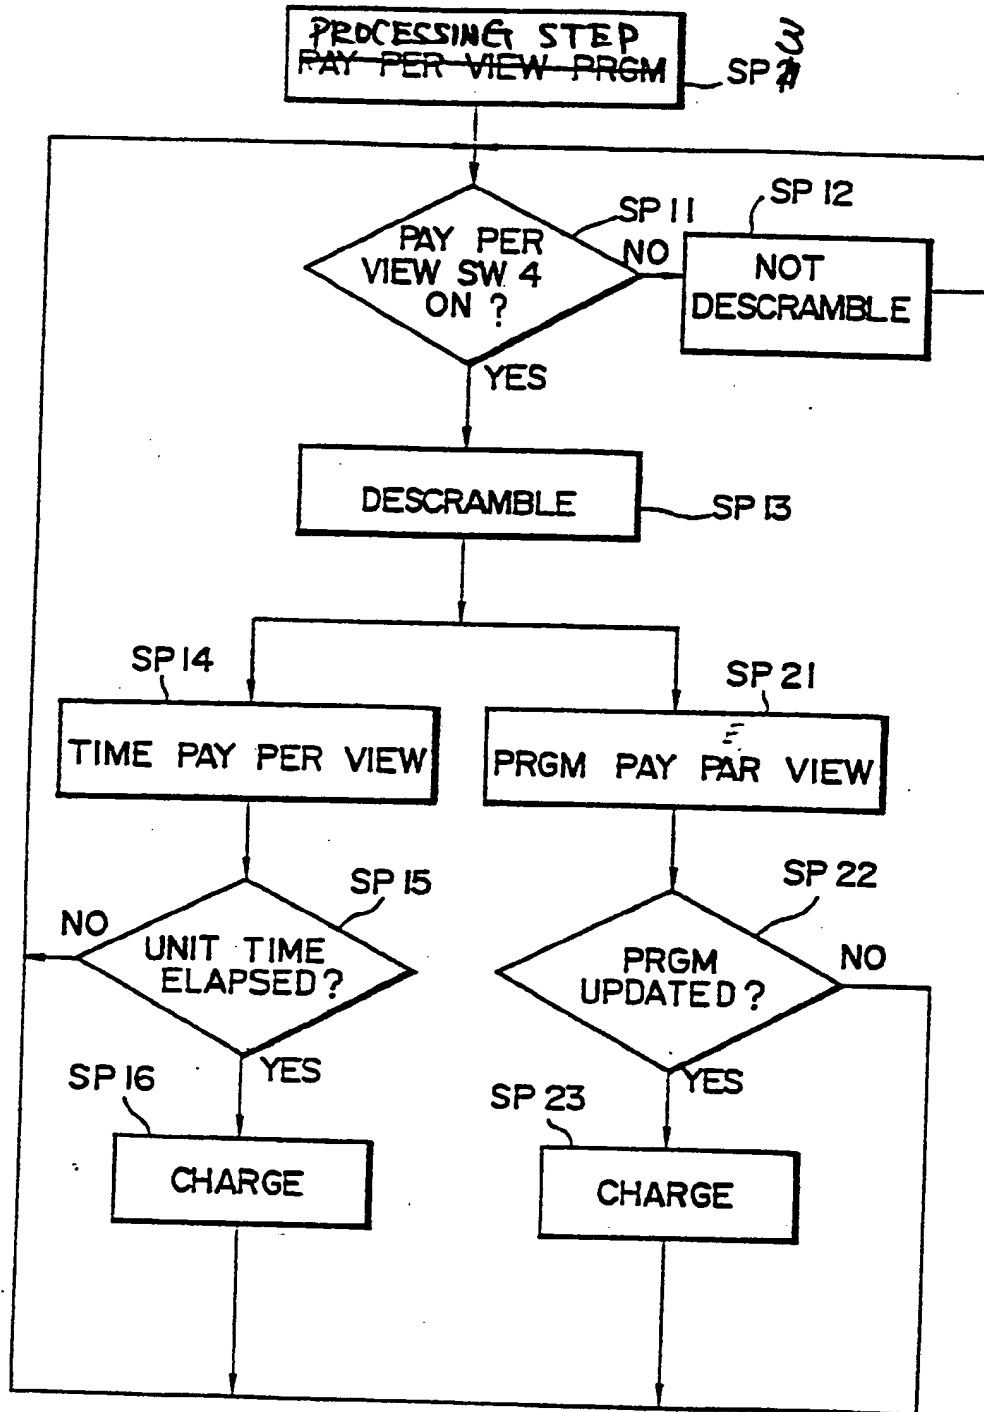 PROCESSING STEP
PAY PER VIEW PRGM
SP 3
SP 11
SP 12
PAY PER
VIEW SW 4
ON ?
NO
NOT
DESCRAMBLE
YES
DESCRAMBLE
SP 13
SP 14
SP 21
TIME PAY PER VIEW
E
PRGM PAY PAR VIEW
SP 15
SP 22
NO
UNIT TIME
ELAPSED ?
PRGM
UPDATED ?
NO
YES
YES
SP 16
SP 23
CHARGE
CHARGE